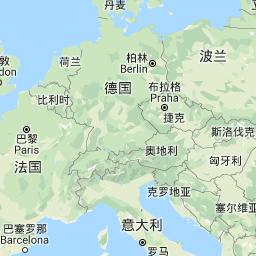 丹麦
敦
don
荷兰
柏林
Berlin
波兰
比利时
德国
布拉格
Praha
捷克
巴黎
Paris
斯洛伐克
法国
奥地利
匈牙利
克罗地亚
巴塞罗那
Barcelona
意大利
塞尔维亚
罗马